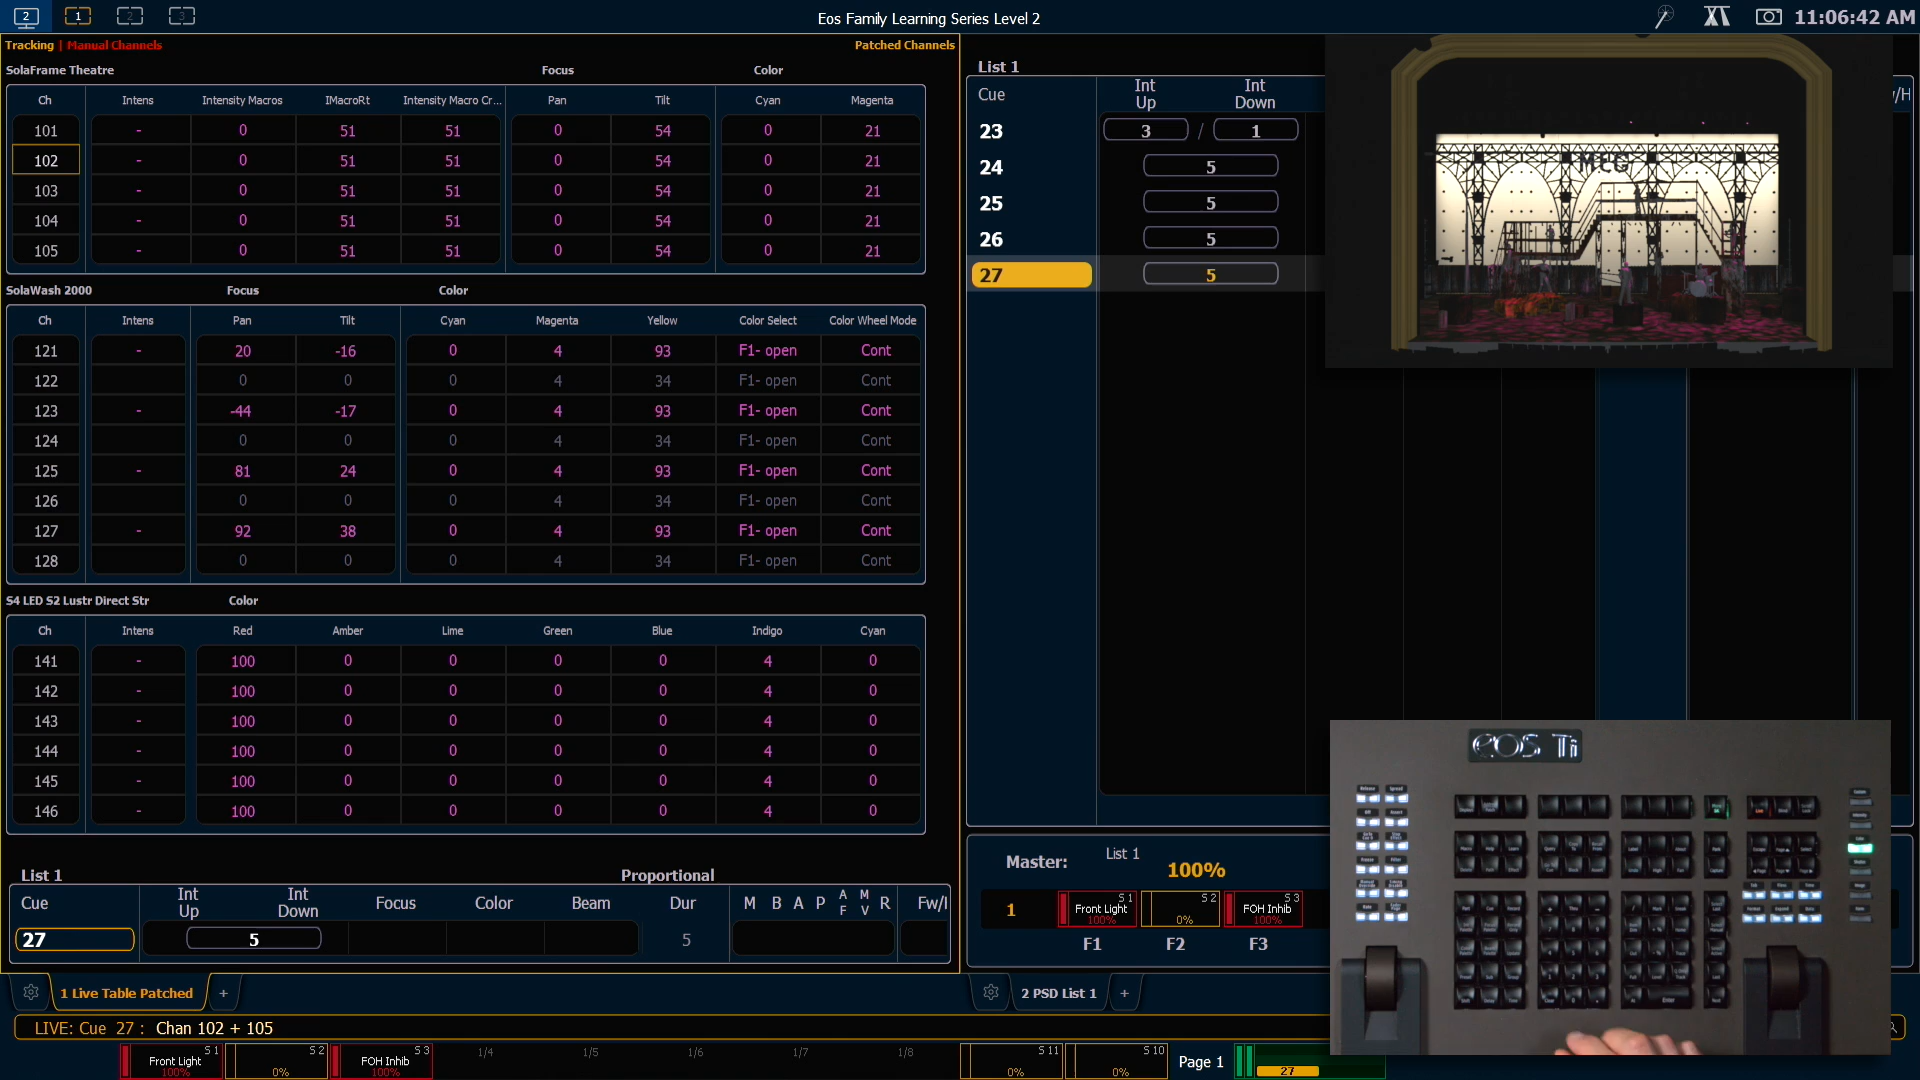 2 1 2 3 Eos Family Learning Series Level 2 11:06:42 AM
Tracking | Manual Channels Patched Channels
SolaFrame Theatre Focus Color
Ch Intens Intensity Macros IMacroRt Intensity Macro Cr... Pan Tilt Cyan Magenta
101 - 0 51 51 0 54 0 21
102 - 0 51 51 0 54 0 21
103 - 0 51 51 0 54 0 21
104 - 0 51 51 0 54 0 21
105 - 0 51 51 0 54 0 21
SolaWash 2000 Focus Color
Ch Intens Pan Tilt Cyan Magenta Yellow Color Select Color Wheel Mode
121 - 20 -16 0 4 93 F1- open Cont
122 0 0 0 4 34 F1- open Cont
123 - -44 -17 0 4 93 F1- open Cont
124 0 0 0 4 34 F1- open Cont
125 - 81 24 0 4 93 F1- open Cont
126 0 0 0 4 34 F1- open Cont
127 - 92 38 0 4 93 F1- open Cont
128 0 0 0 4 34 F1- open Cont
S4 LED S2 Lustr Direct Str Color
Ch Intens Red Amber Lime Green Blue Indigo Cyan
141 - 100 0 0 0 0 4 0
142 - 100 0 0 0 0 4 0
143 - 100 0 0 0 0 4 0
144 - 100 0 0 0 0 4 0
145 - 100 0 0 0 0 4 0
146 - 100 0 0 0 0 4 0
List 1 Proportional
Cue Int Up Int Down Focus Color Beam Dur M B A P AF MV R Fw/
27 5 5
1 Live Table Patched +
List 1
Cue Int Up Int Down /H
23 3 / 1
24 5
25 5
26 5
27 5
MEG
Master: List 1 100%
1 Front Light S 1 100% S 2 0% FOH Inhib S 3 100%
F1 F2 F3
2 PSD List 1 +
eos Ti
LIVE: Cue 27 : Chan 102 + 105
Front Light S 1 100% S 2 0% FOH Inhib S 3 100% 1/4 1/5 1/6 1/7 1/8 S 11 0% S 10 0% Page 1 27